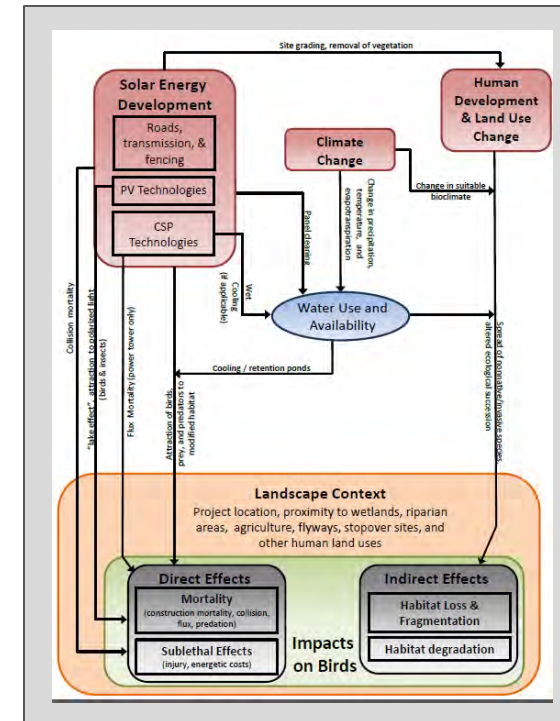 Site grading, removal of vegetation
Solar Energy
Development
Roads,
transmission, &
fencing
PV Technologies
CSP
Technologies
Human
Development
& Land Use
Change
Climate
Change
Change in suitable
bioclimate
Change in precipitation,
temperature, and
evapotranspiration
Panel cleaning
Wet
Cooling
(if applicable)
Water Use and
Availability
Cooling / retention ponds
Collision mortality
"lake effect", attraction to polarized light
(birds & insects)
Flux Mortality (power tower only)
Attraction of birds,
prey, and predators to
modified habitat
Spread of nonnative/invasive species,
altered ecological succession
Landscape Context
Project location, proximity to wetlands, riparian
areas, agriculture, flyways, stopover sites, and
other human land uses
Direct Effects
Mortality
(construction mortality, collision,
flux, predation)
Sublethal Effects
(injury, energetic costs)
Impacts
on Birds
Indirect Effects
Habitat Loss &
Fragmentation
Habitat degradation